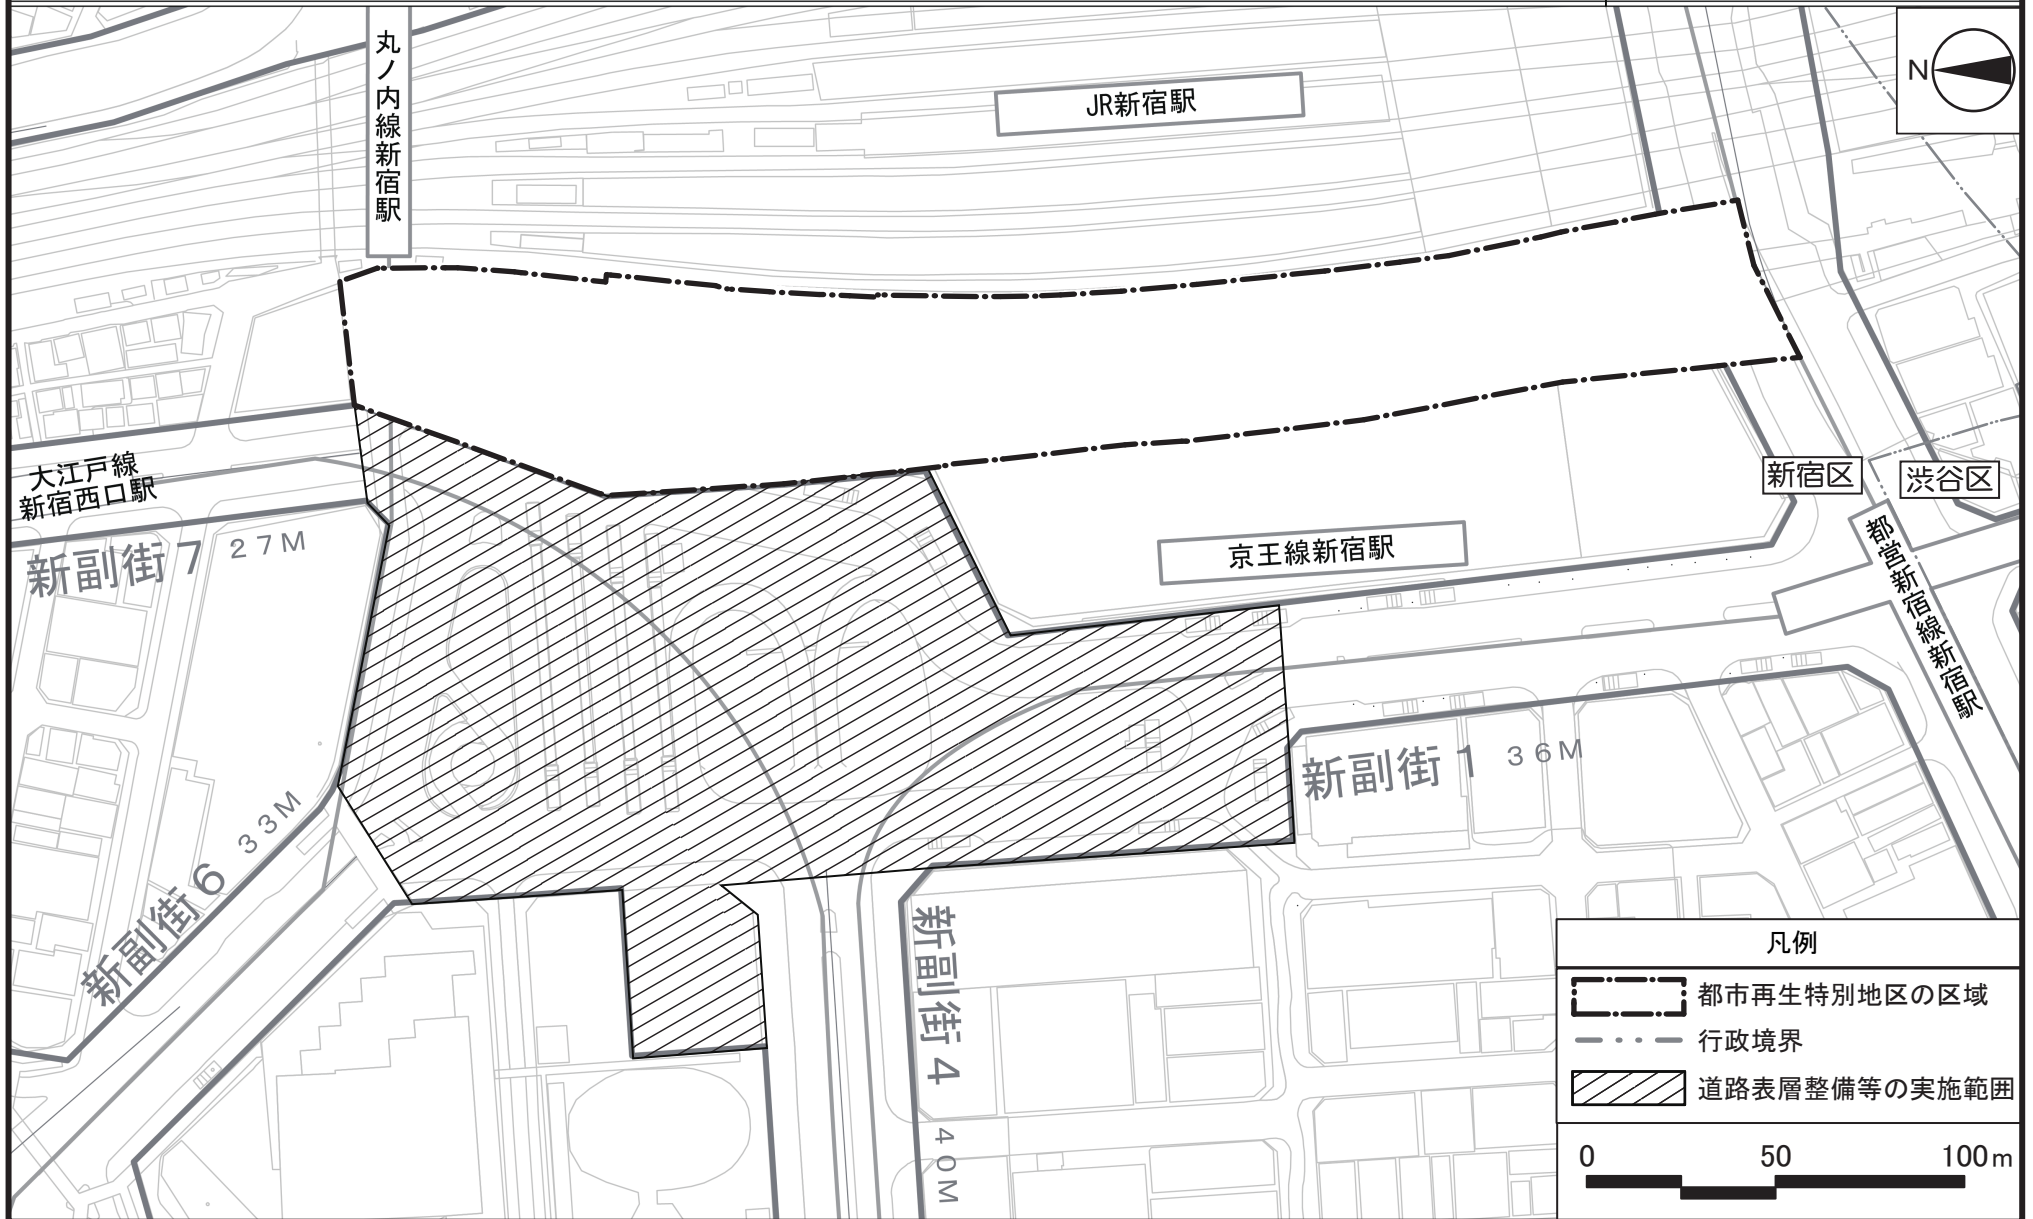 丸ノ内線新宿駅
JR新宿駅
N
大江戸線
新宿西口駅
新副街7 27M
新宿区
渋谷区
京王線新宿駅
都営新宿線新宿駅
新副街1 36M
新副街6 33M
新副街4 40M
凡例
都市再生特別地区の区域
行政境界
道路表層整備等の実施範囲
0 50 100m